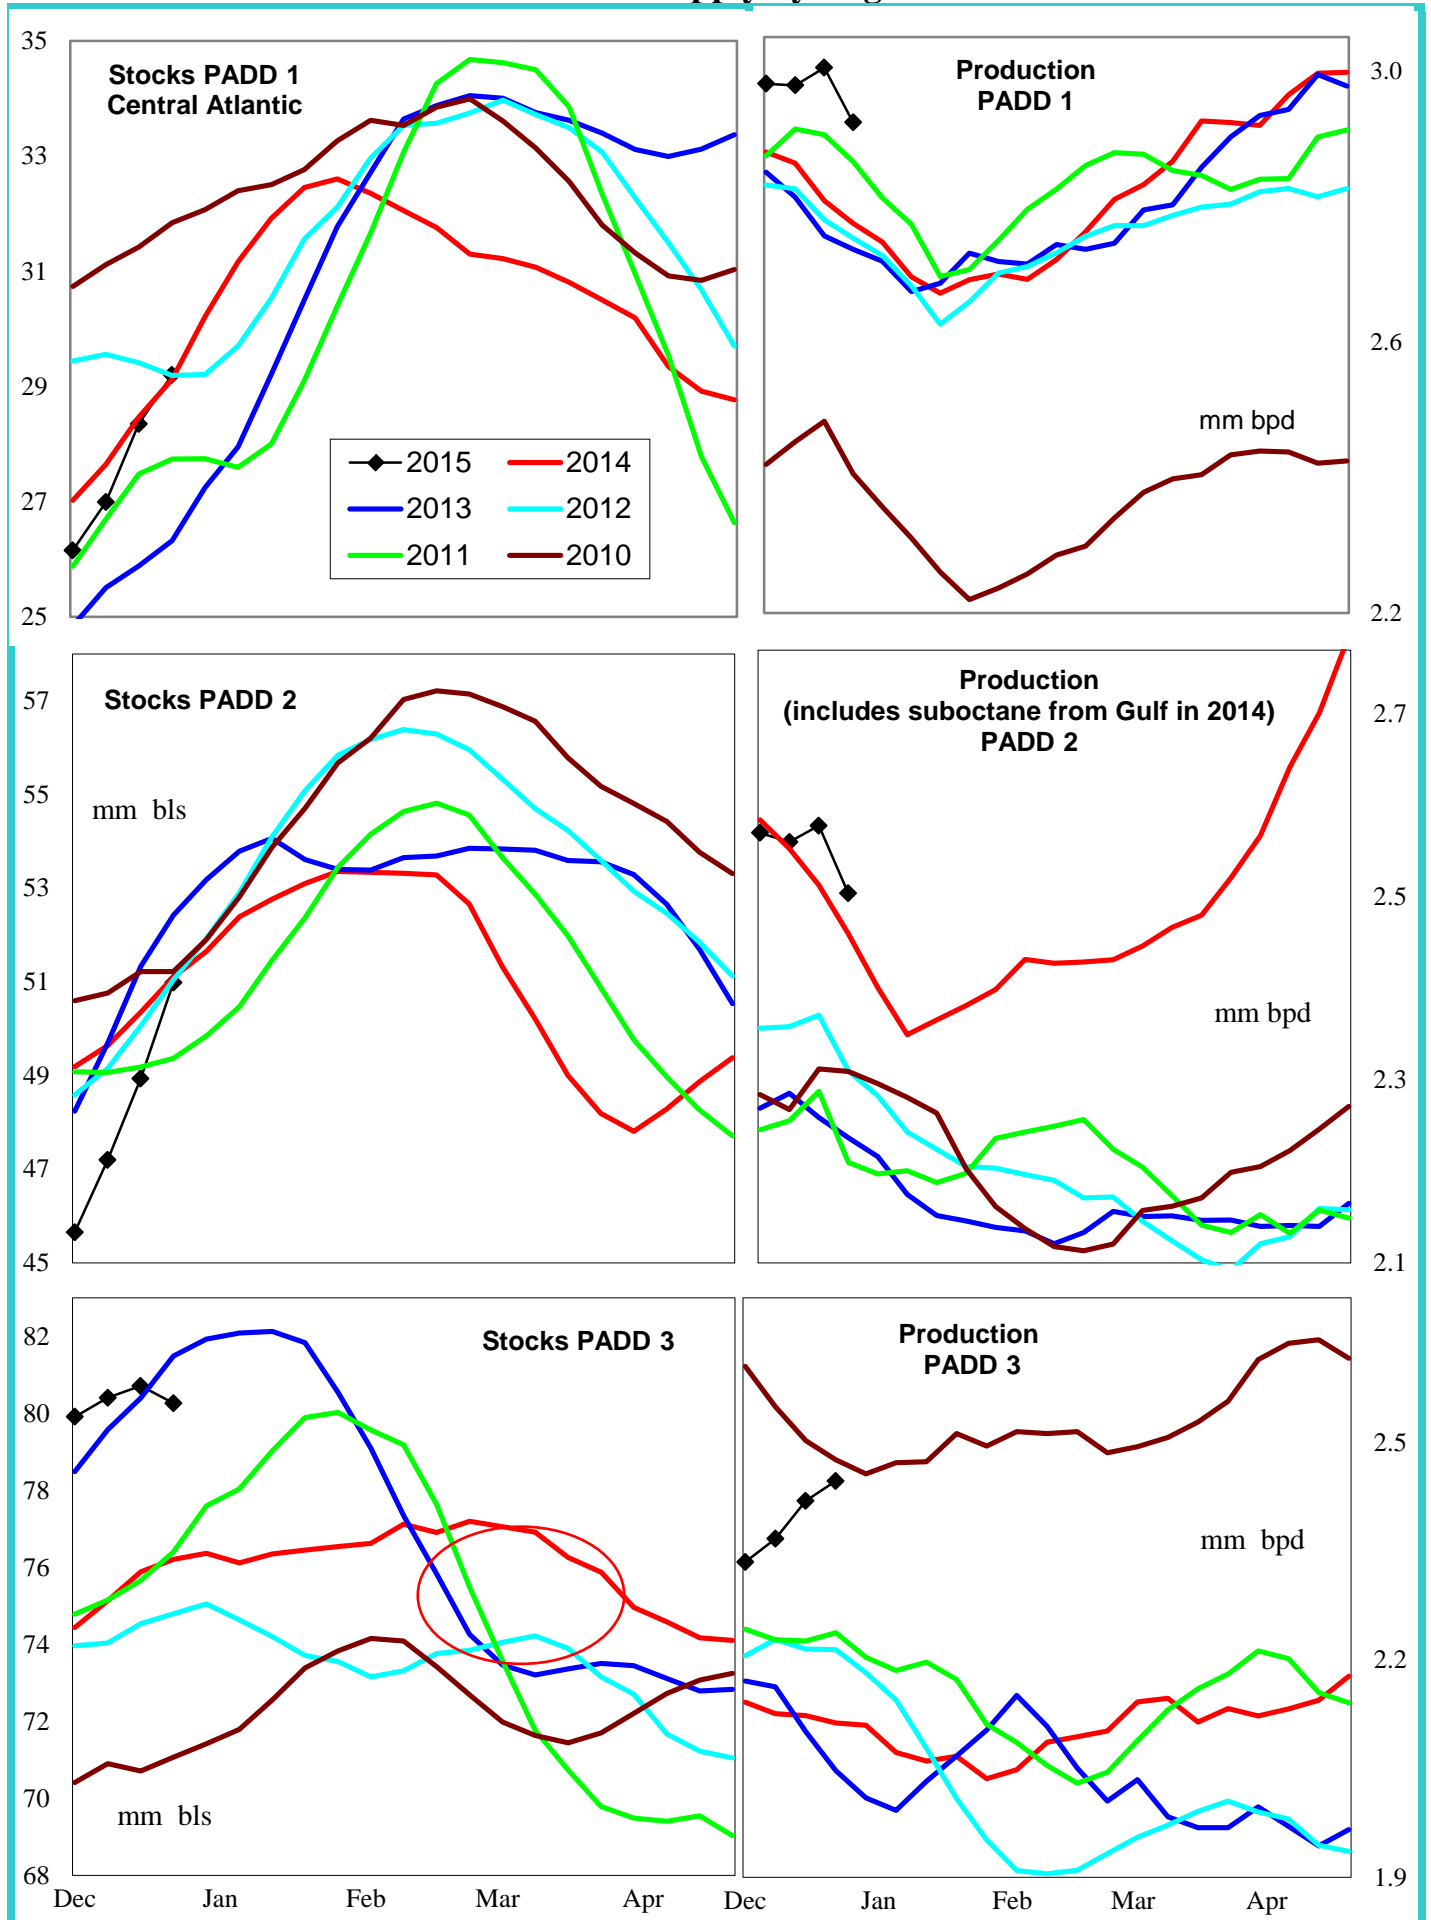 35
33
31
29
27
25
Stocks PADD 1
Central Atlantic
2015
2014
2013
2012
2011
2010
Production
PADD 1
mm bpd
3.0
2.6
2.2
57
55
53
51
49
47
45
Stocks PADD 2
mm bls
Production
(includes suboctane from Gulf in 2014)
PADD 2
mm bpd
2.7
2.5
2.3
2.1
82
80
78
76
74
72
70
68
Stocks PADD 3
mm bls
Dec Jan Feb Mar Apr
Production
PADD 3
mm bpd
2.5
2.2
1.9
Dec Jan Feb Mar Apr